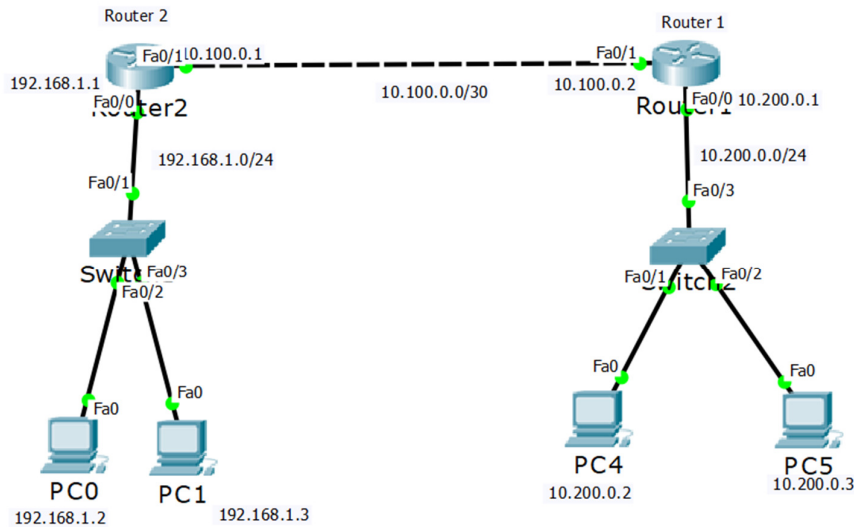 Router 2
Router 1
Fa0/1
10.100.0.1
Fa0/1
192.168.1.1
10.100.0.0/30
10.100.0.2
Fa0/0
Router2
Fa0/0
10.200.0.1
Router1
192.168.1.0/24
10.200.0.0/24
Fa0/1
Fa0/3
Fa0/3
Fa0/2
Fa0/1
Fa0/2
Switch2
Fa0
Fa0
Fa0
Fa0
PC0
PC1
PC4
PC5
192.168.1.2
192.168.1.3
10.200.0.2
10.200.0.3